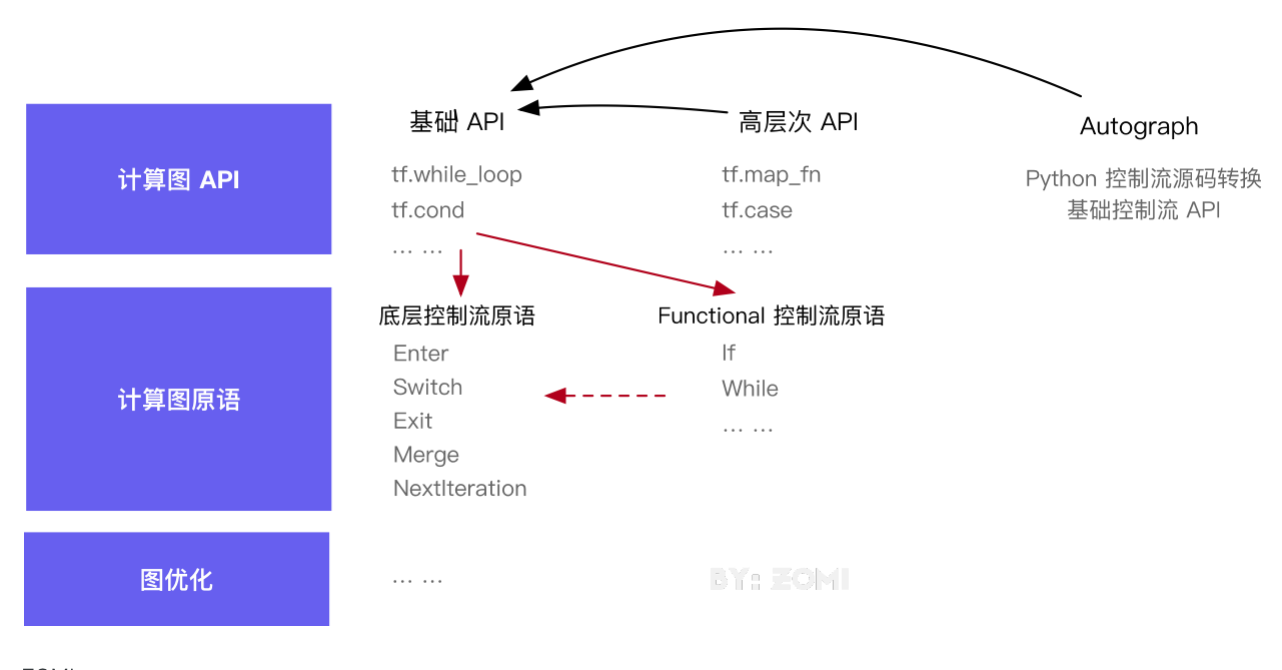 基础 API
高层次 API
Autograph
计算图 API
tf.while_loop
tf.map_fn
Python 控制流源码转换
tf.cond
tf.case
基础控制流 API
... ...
... ...
底层控制流原语
Functional 控制流原语
计算图原语
Enter
If
Switch
While
Exit
... ...
Merge
NextIteration
图优化
... ...
BY: ZOMI